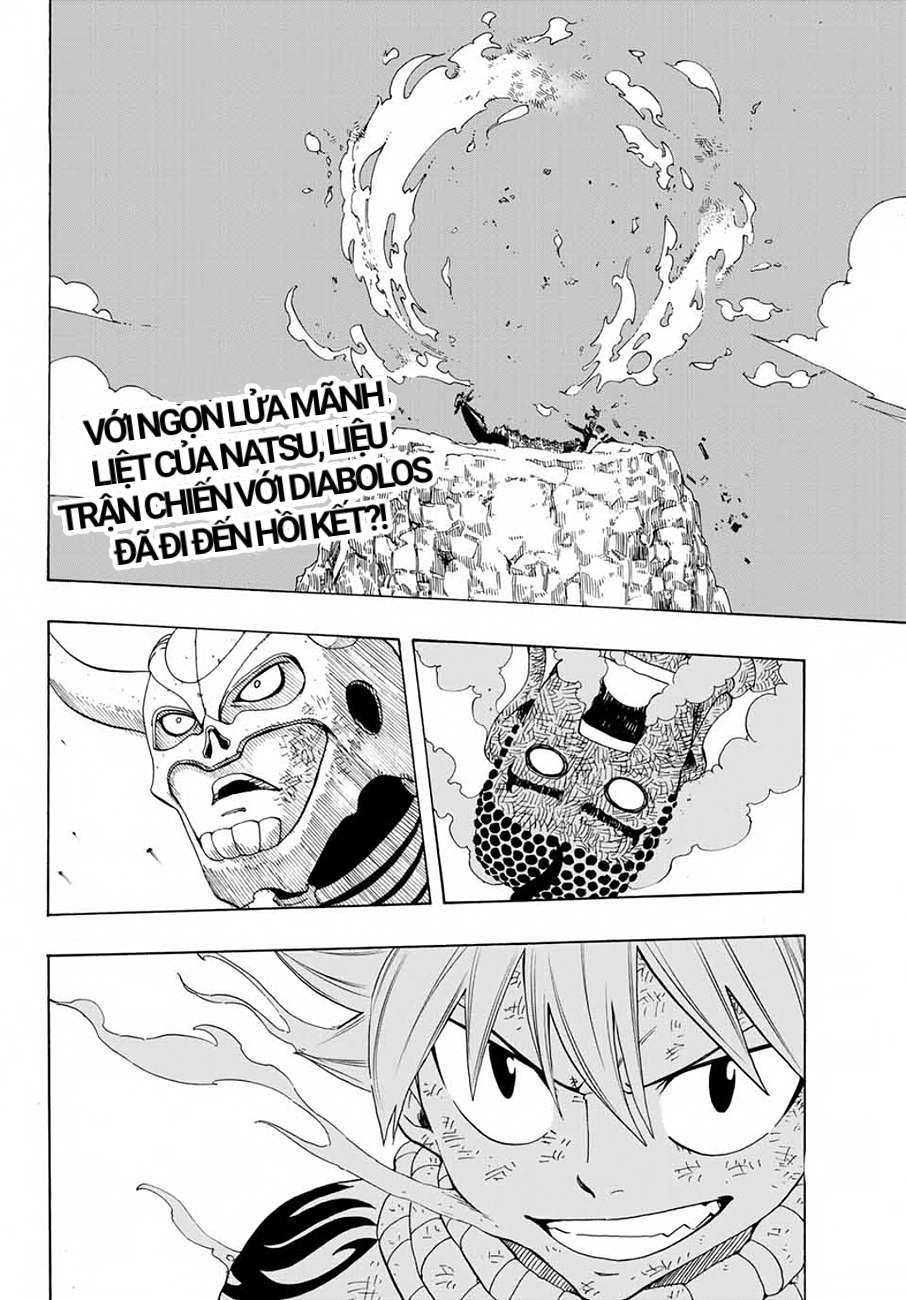 VỚI NGỌN LỬA MÃNH
LIỆT CỦA NATSU, LIỆU
TRẬN CHIẾN VỚI DIABOLOS
ĐÃ ĐI ĐẾN HỒI KẾT?!